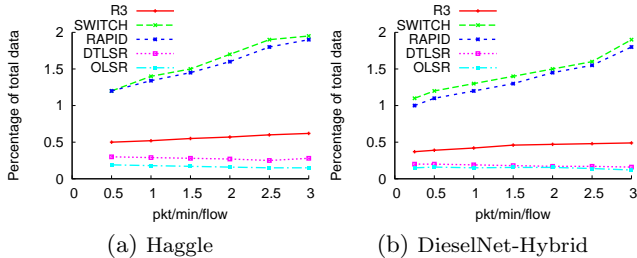 R3
SWITCH
RAPID
DTLSR
OLSR
Percentage of total data
2
1.5
1
0.5
0
0 0.5 1 1.5 2 2.5 3
pkt/min/flow
(a) Haggle
R3
SWITCH
RAPID
DTLSR
OLSR
Percentage of total data
2
1.5
1
0.5
0
0 0.5 1 1.5 2 2.5 3
pkt/min/flow
(b) DieselNet-Hybrid